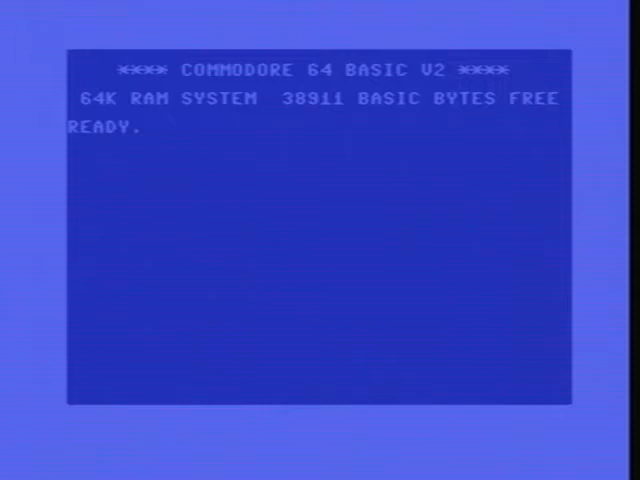 **** COMMODORE 64 BASIC V2 ****
64K RAM SYSTEM  38911 BASIC BYTES FREE
READY.